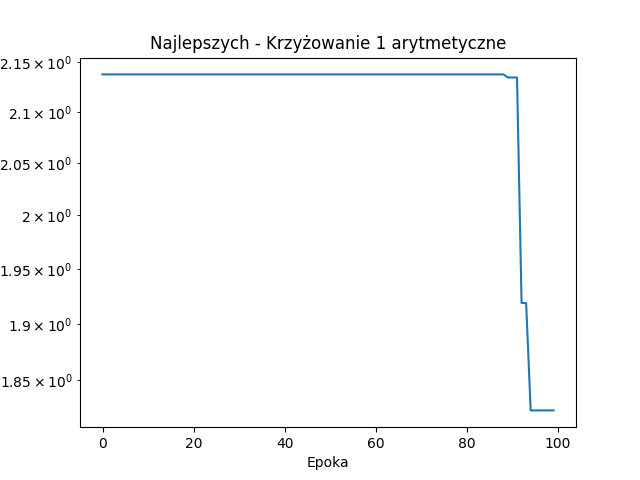 Najlepszych - Krzyżowanie 1 arytmetyczne
2.15 × 10⁰
2.1 × 10⁰
2.05 × 10⁰
2 × 10⁰
1.95 × 10⁰
1.9 × 10⁰
1.85 × 10⁰
0 20 40 60 80 100
Epoka